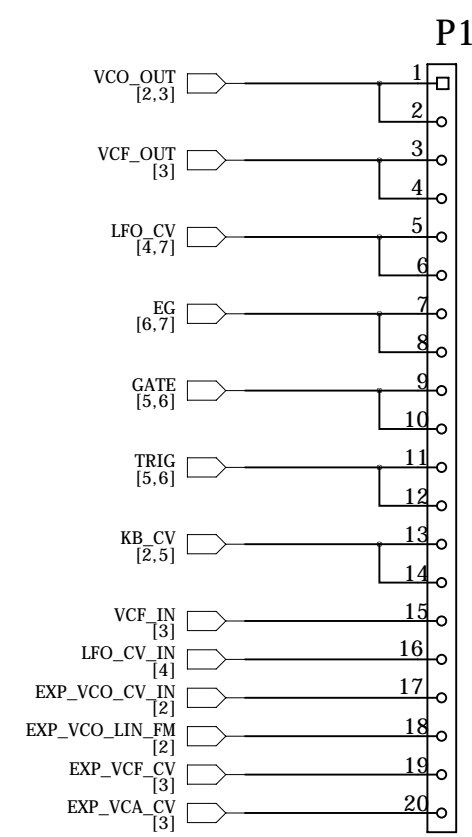 P1
VCO_OUT 1
[2,3]
2
VCF_OUT 3
[3]
4
LFO_CV 5
[4,7]
6
EG 7
[6,7]
8
GATE 9
[5,6]
10
TRIG 11
[5,6]
12
KB_CV 13
[2,5]
14
VCF_IN 15
[3]
LFO_CV_IN 16
[4]
EXP_VCO_CV_IN 17
[2]
EXP_VCO_LIN_FM 18
[2]
EXP_VCF_CV 19
[3]
EXP_VCA_CV 20
[3]